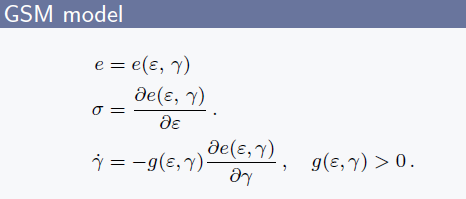 GSM model
e = e(ε, γ)
σ = ∂e(ε, γ) / ∂ε .
γ̇ = −g(ε,γ) ∂e(ε,γ) / ∂γ , g(ε,γ) > 0 .